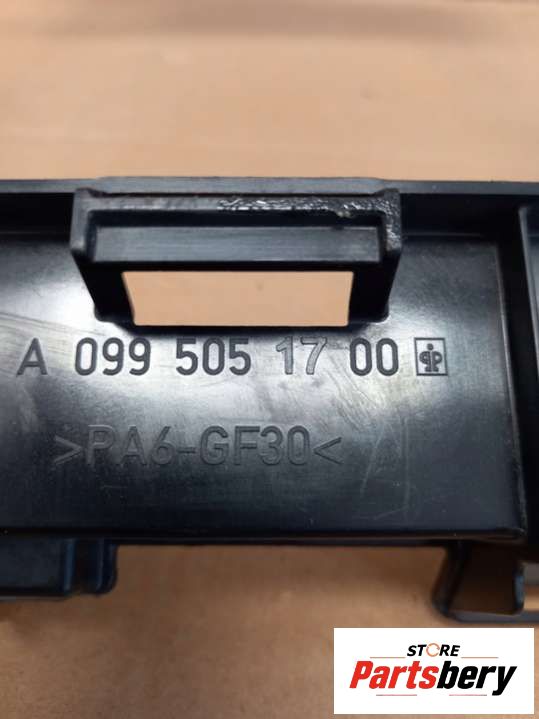 A 099 505 17 00
>PA6-GF30<
STORE
Partsbery